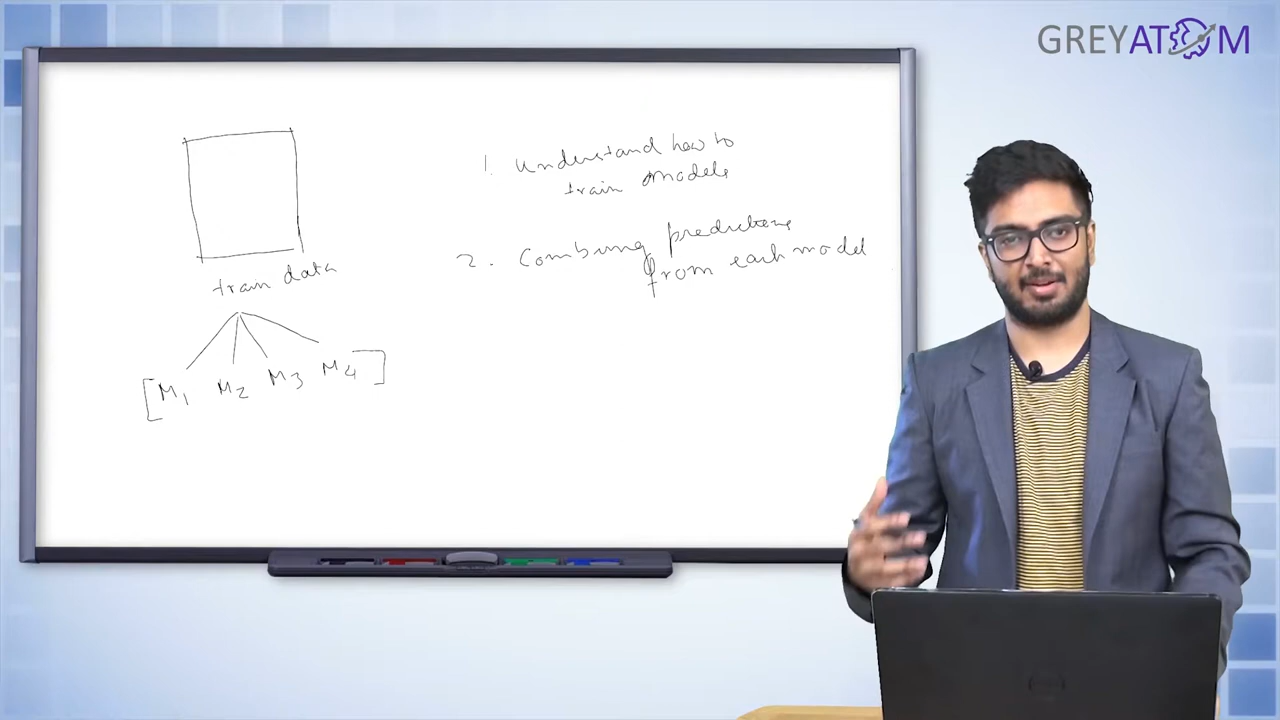 GREYATOM
1. Understand how to
train models
2. Combining predictions
from each model
train data
M1 M2 M3 M4